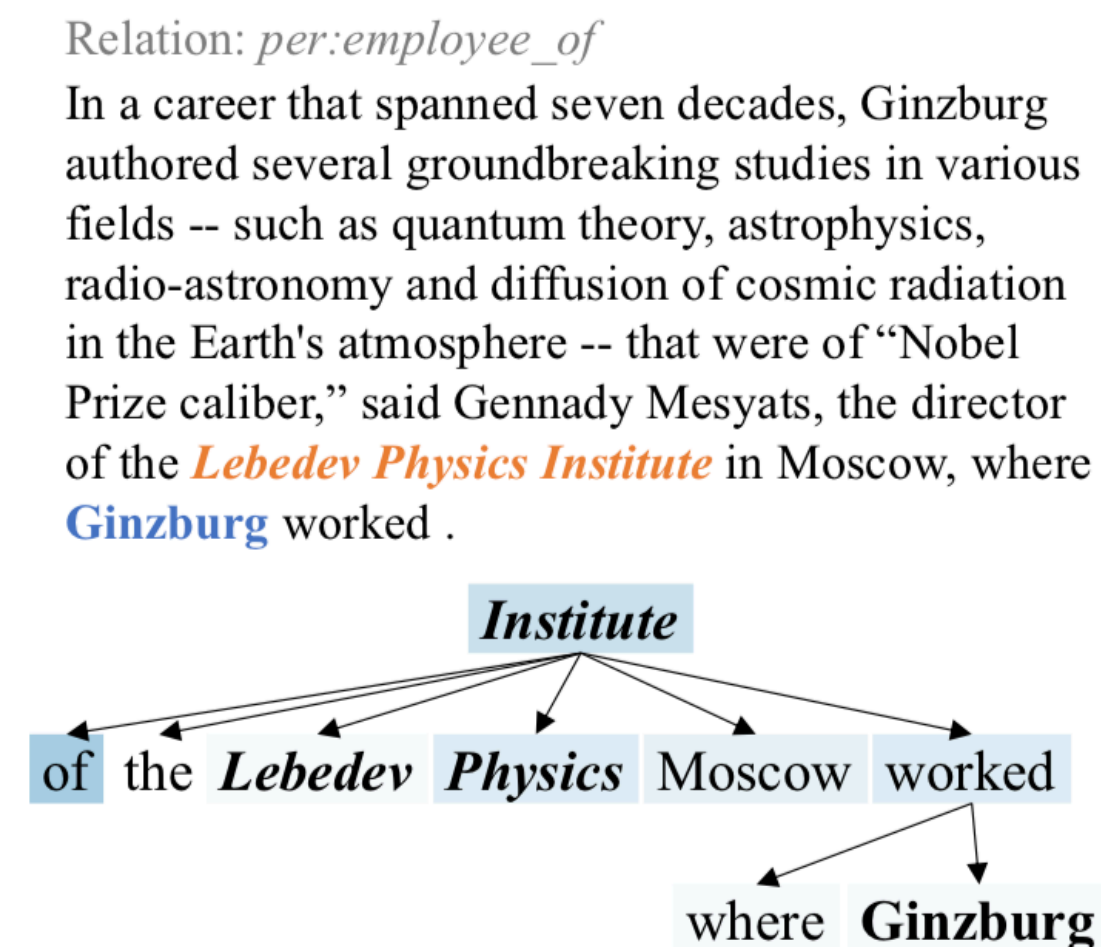 Relation: per:employee_of
In a career that spanned seven decades, Ginzburg
authored several groundbreaking studies in various
fields -- such as quantum theory, astrophysics,
radio-astronomy and diffusion of cosmic radiation
in the Earth's atmosphere -- that were of “Nobel
Prize caliber,” said Gennady Mesyats, the director
of the Lebedev Physics Institute in Moscow, where
Ginzburg worked .
Institute
of the Lebedev Physics Moscow worked
where Ginzburg